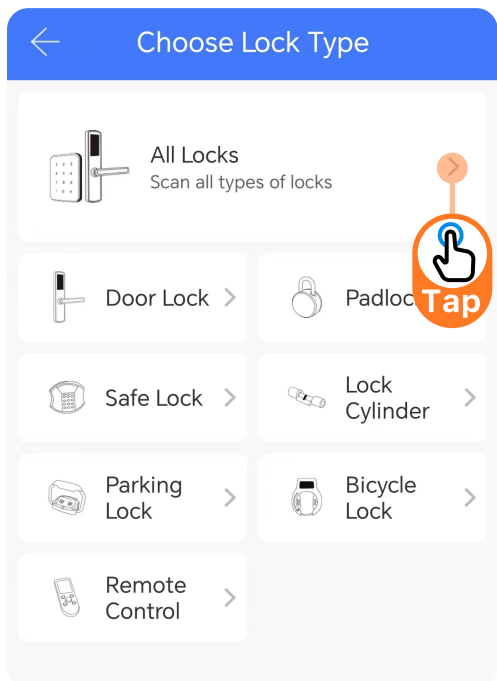 Choose Lock Type
All Locks
Scan all types of locks
Door Lock
Padloc
Tap
Safe Lock
Lock
Cylinder
Parking
Lock
Bicycle
Lock
Remote
Control